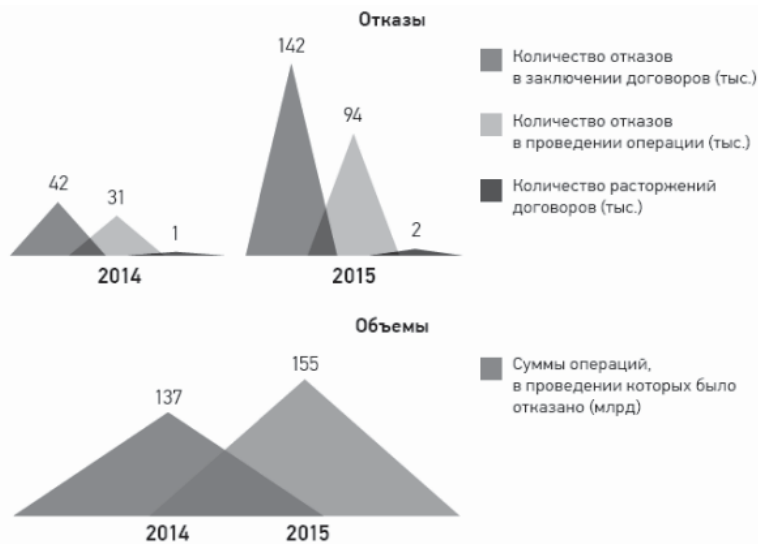 Отказы
142
94
42
31
1
2
2014
2015
Количество отказов
в заключении договоров (тыс.)
Количество отказов
в проведении операции (тыс.)
Количество расторжений
договоров (тыс.)
Объемы
155
137
2014
2015
Суммы операций,
в проведении которых было
отказано (млрд)